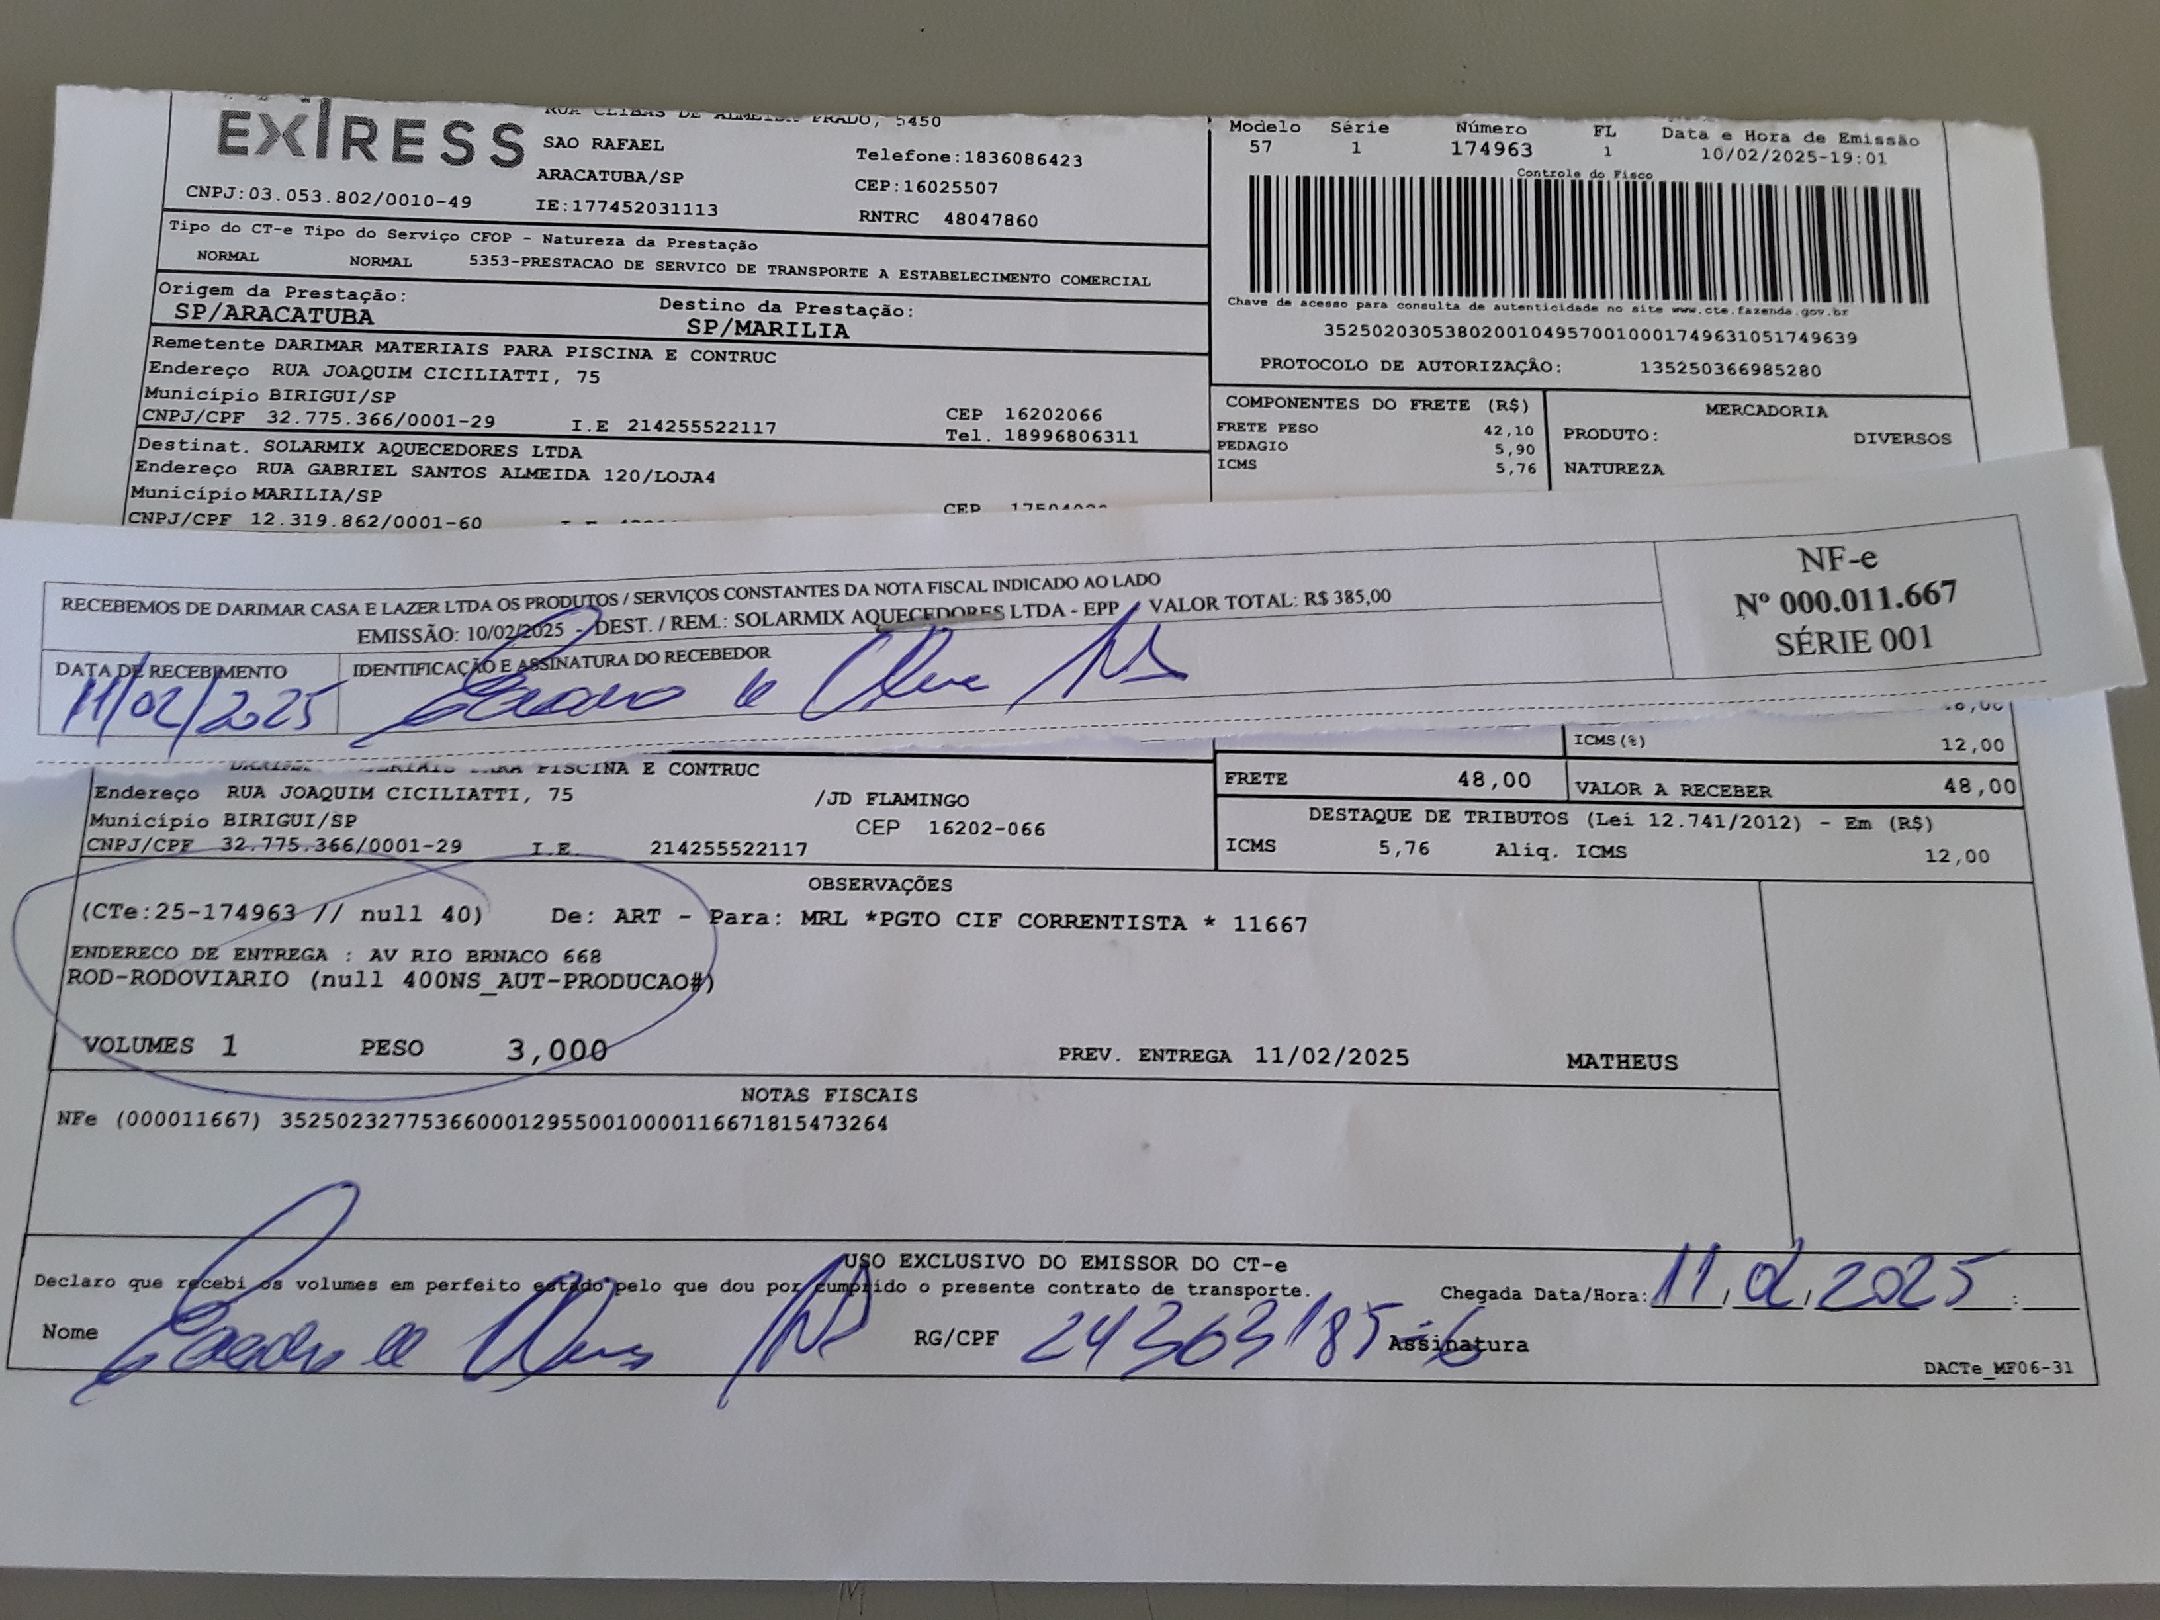 EXIRESS
RUA CLIBAS DE ALMEIDA PRADO, 5450
SAO RAFAEL
Telefone:1836086423
ARACATUBA/SP
CEP:16025507
CNPJ:03.053.802/0010-49
IE:177452031113
RNTRC 48047860
Modelo Série Número FL Data e Hora de Emissão
57 1 174963 1 10/02/2025-19:01
Controle do Fisco
Tipo do CT-e Tipo do Serviço CFOP - Natureza da Prestação
NORMAL NORMAL 5353-PRESTACAO DE SERVICO DE TRANSPORTE A ESTABELECIMENTO COMERCIAL
Origem da Prestação: Destino da Prestação:
SP/ARACATUBA SP/MARILIA
Chave de acesso para consulta de autenticidade no site www.cte.fazenda.gov.br
35250203053802001049570010001749631051749639
PROTOCOLO DE AUTORIZAÇÃO: 135250366985280
Remetente DARIMAR MATERIAIS PARA PISCINA E CONTRUC
Endereço RUA JOAQUIM CICILIATTI, 75
Município BIRIGUI/SP
CEP 16202066
CNPJ/CPF 32.775.366/0001-29 I.E 214255522117
Tel. 18996806311
Destinat. SOLARMIX AQUECEDORES LTDA
Endereço RUA GABRIEL SANTOS ALMEIDA 120/LOJA4
Município MARILIA/SP
CEP
CNPJ/CPF 12.319.862/0001-60
COMPONENTES DO FRETE (R$)
FRETE PESO 42,10
PEDAGIO 5,90
ICMS 5,76
MERCADORIA
PRODUTO: DIVERSOS
NATUREZA
RECEBEMOS DE DARIMAR CASA E LAZER LTDA OS PRODUTOS / SERVIÇOS CONSTANTES DA NOTA FISCAL INDICADO AO LADO
EMISSÃO: 10/02/2025 - DEST. / REM.: SOLARMIX AQUECEDORES LTDA - EPP / VALOR TOTAL: R$ 385,00
DATA DE RECEBIMENTO
11/02/2025
IDENTIFICAÇÃO E ASSINATURA DO RECEBEDOR
NF-e
Nº 000.011.667
SÉRIE 001
ICMS(%) 12,00
FRETE 48,00 VALOR A RECEBER 48,00
DARIMAR MATERIAIS PARA PISCINA E CONTRUC
Endereço RUA JOAQUIM CICILIATTI, 75 /JD FLAMINGO
Município BIRIGUI/SP CEP 16202-066
CNPJ/CPF 32.775.366/0001-29 I.E. 214255522117
DESTAQUE DE TRIBUTOS (Lei 12.741/2012) - Em (R$)
ICMS 5,76 Aliq. ICMS 12,00
OBSERVAÇÕES
(CTe:25-174963 // null 40) De: ART - Para: MRL *PGTO CIF CORRENTISTA * 11667
ENDERECO DE ENTREGA : AV RIO BRNACO 668
ROD-RODOVIARIO (null 400NS_AUT-PRODUCAO#)
VOLUMES 1 PESO 3,000 PREV. ENTREGA 11/02/2025 MATHEUS
NOTAS FISCAIS
NFe (000011667) 35250232775366000129550010000116671815473264
USO EXCLUSIVO DO EMISSOR DO CT-e
Declaro que recebi os volumes em perfeito estado pelo que dou por cumprido o presente contrato de transporte.
Chegada Data/Hora: 11,02,2025 :
Nome RG/CPF 24363185-6 Assinatura
DACTe_MF06-31